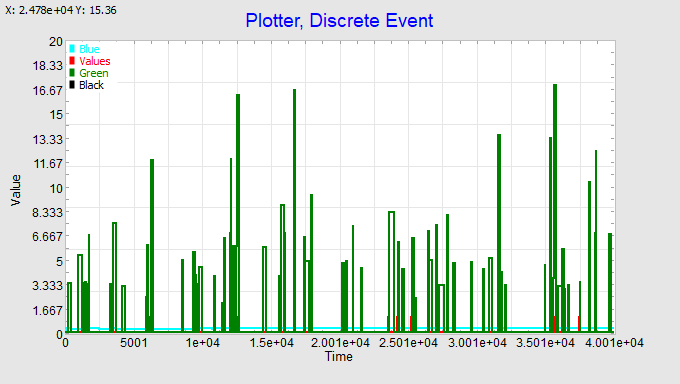 X: 2.478e+04 Y: 15.36
Plotter, Discrete Event
Blue
Values
Green
Black
20
18.33
16.67
15
13.33
11.67
10
8.333
6.667
5
3.333
1.667
0
Value
0 5001 1e+04 1.5e+04 2.001e+04 2.501e+04 3.001e+04 3.501e+04 4.001e+04
Time